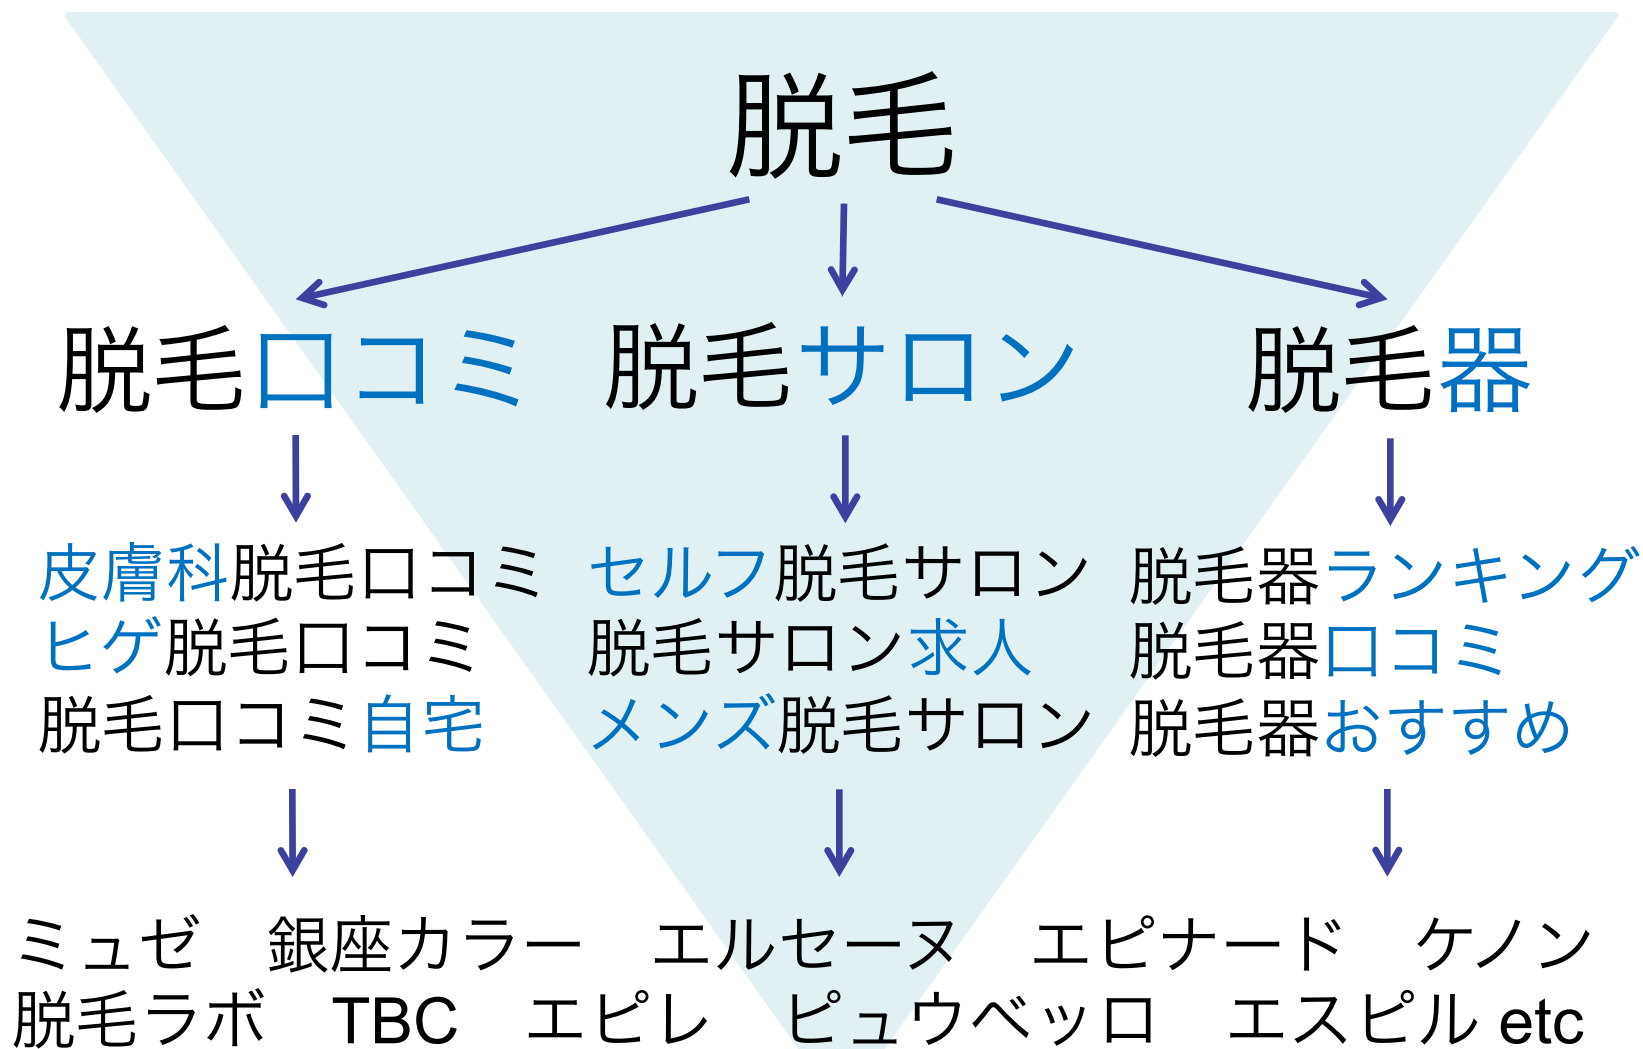 脱毛
脱毛口コミ
脱毛サロン
脱毛器
皮膚科脱毛口コミ
ヒゲ脱毛口コミ
脱毛口コミ自宅
セルフ脱毛サロン
脱毛サロン求人
メンズ脱毛サロン
脱毛器ランキング
脱毛器口コミ
脱毛器おすすめ
ミュゼ　銀座カラー　エルセーヌ　エピナード　ケノン
脱毛ラボ　TBC　エピレ　ピュウベッロ　エスピル etc